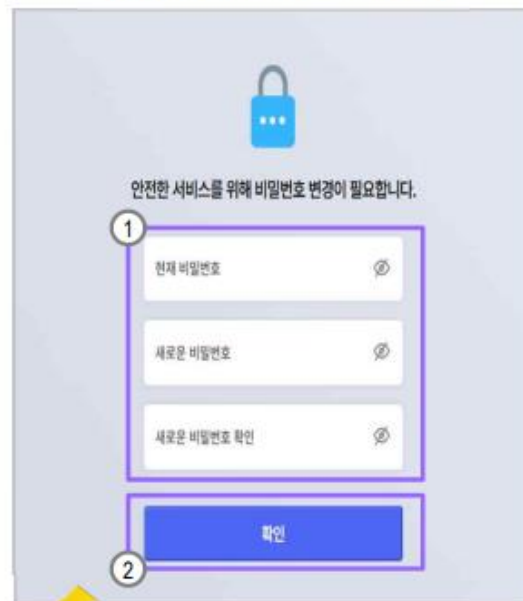 안전한 서비스를 위해 비밀번호 변경이 필요합니다.
①
현재 비밀번호
새로운 비밀번호
새로운 비밀번호 확인
확인
②